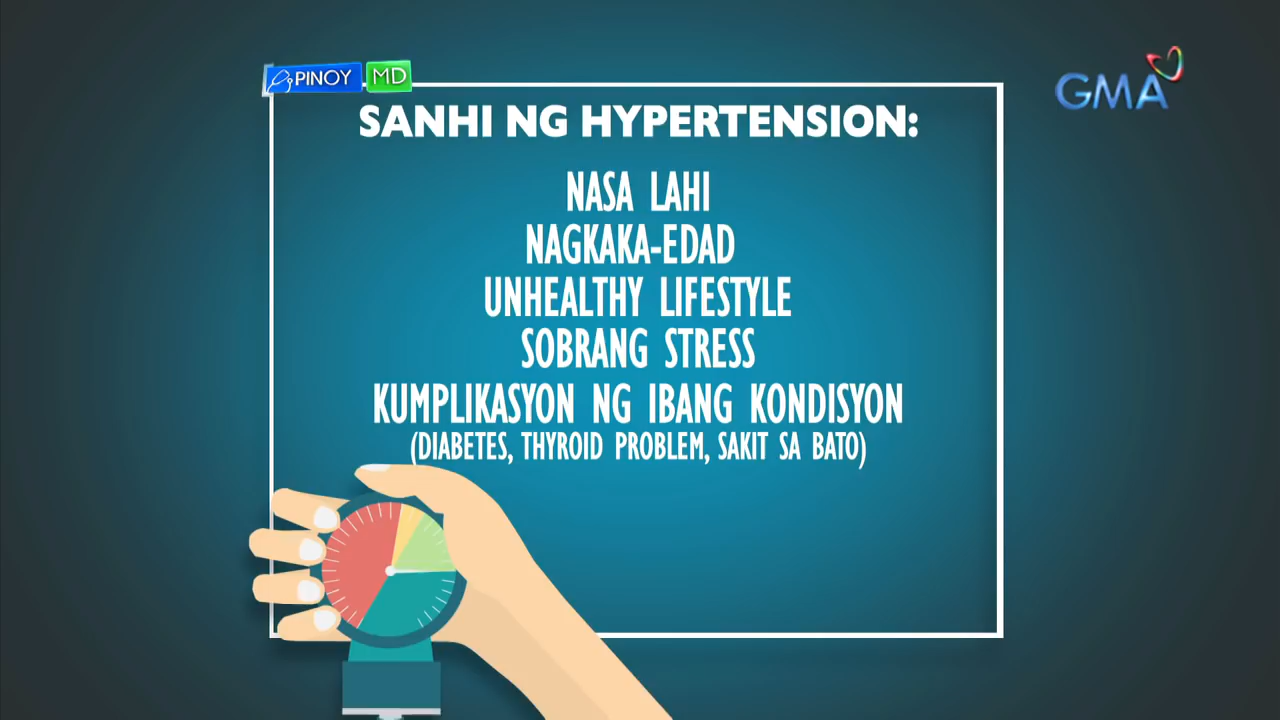 PINOY MD
GMA
SANHI NG HYPERTENSION:
NASA LAHI
NAGKAKA-EDAD
UNHEALTHY LIFESTYLE
SOBRANG STRESS
KUMPLIKASYON NG IBANG KONDISYON
(DIABETES, THYROID PROBLEM, SAKIT SA BATO)